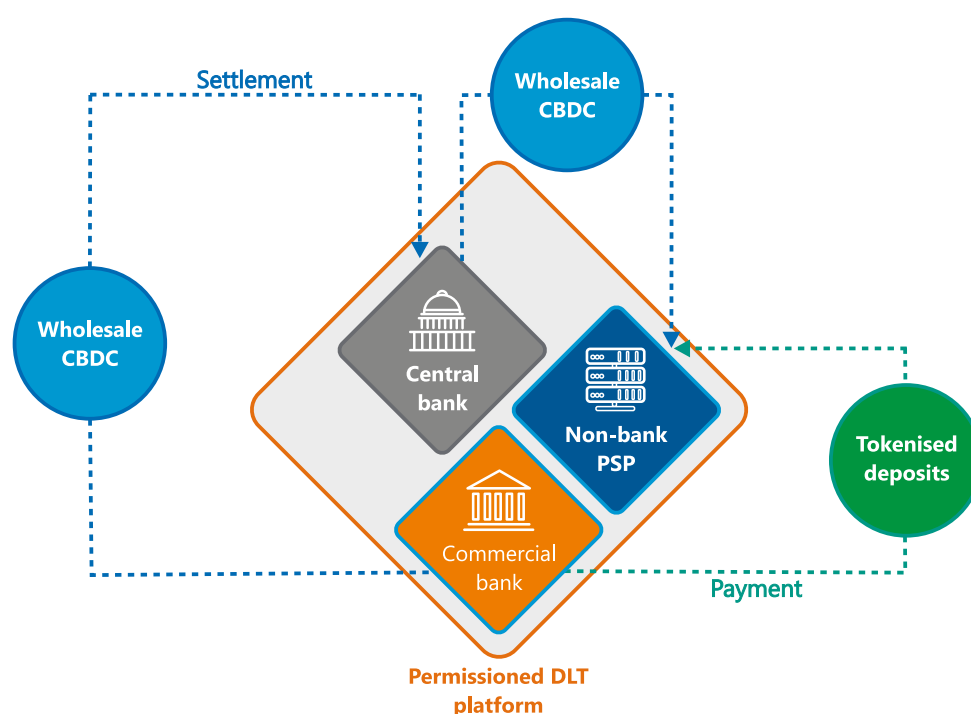 Settlement
Wholesale
CBDC
Wholesale
CBDC
Central
bank
Non-bank
PSP
Tokenised
deposits
Commercial
bank
Payment
Permissioned DLT
platform